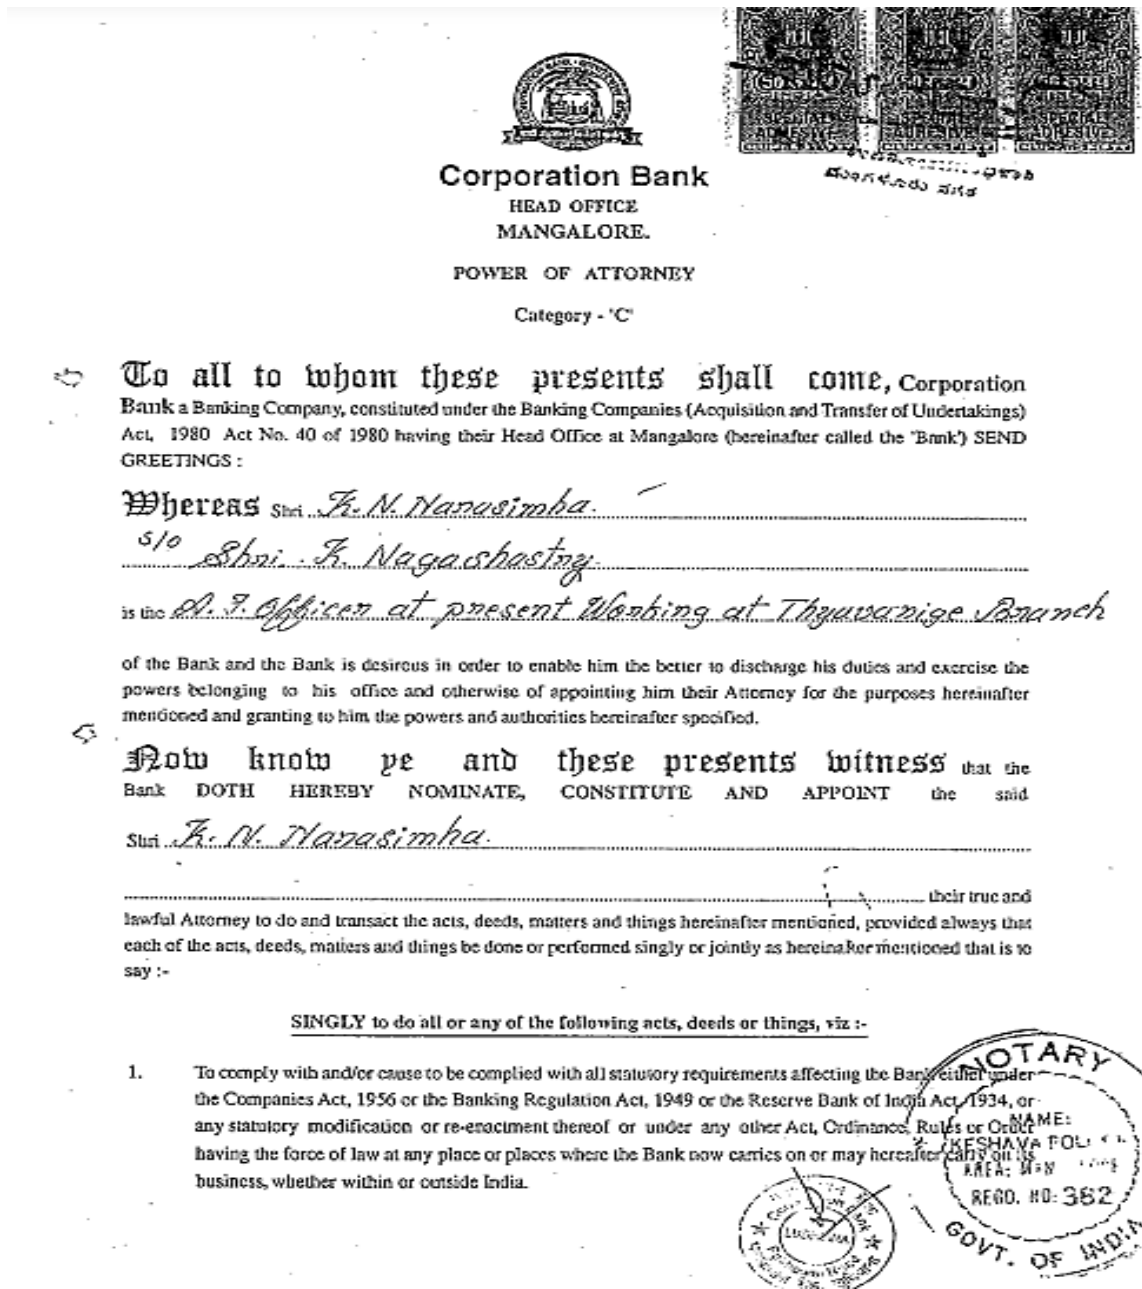 SPECIAL ADHESIVE SPECIAL ADHESIVE SPECIAL ADHESIVE
Corporation Bank
HEAD OFFICE
MANGALORE.
POWER OF ATTORNEY
Category - 'C'
To all to whom these presents shall come, Corporation
Bank a Banking Company, constituted under the Banking Companies (Acquisition and Transfer of Undertakings)
Act, 1980 Act No. 40 of 1980 having their Head Office at Mangalore (hereinafter called the 'Bank') SEND
GREETINGS :
Whereas Shri K. N. Narasimha.
S/o Shri. K. Nagashastry
is the A. F. Officer at present Working at Thyavanige Branch
of the Bank and the Bank is desirous in order to enable him the better to discharge his duties and exercise the
powers belonging to his office and otherwise of appointing him their Attorney for the purposes hereinafter
mentioned and granting to him the powers and authorities hereinafter specified.
Now know ye and these presents witness that the
Bank DOTH HEREBY NOMINATE, CONSTITUTE AND APPOINT the said
Shri K. N. Narasimha.
their true and
lawful Attorney to do and transact the acts, deeds, matters and things hereinafter mentioned, provided always that
each of the acts, deeds, matters and things be done or performed singly or jointly as hereinafter mentioned that is to
say :-
SINGLY to do all or any of the following acts, deeds or things, viz :-
1. To comply with and/or cause to be complied with all statutory requirements affecting the Bank either under
the Companies Act, 1956 or the Banking Regulation Act, 1949 or the Reserve Bank of India Act, 1934, or
any statutory modification or re-enactment thereof or under any other Act, Ordinance, Rules or Order
having the force of law at any place or places where the Bank now carries on or may hereafter carry on its
business, whether within or outside India.
NOTARY
NAME:
KESHAVA
AREA:
REGD. NO: 382
GOVT. OF INDIA